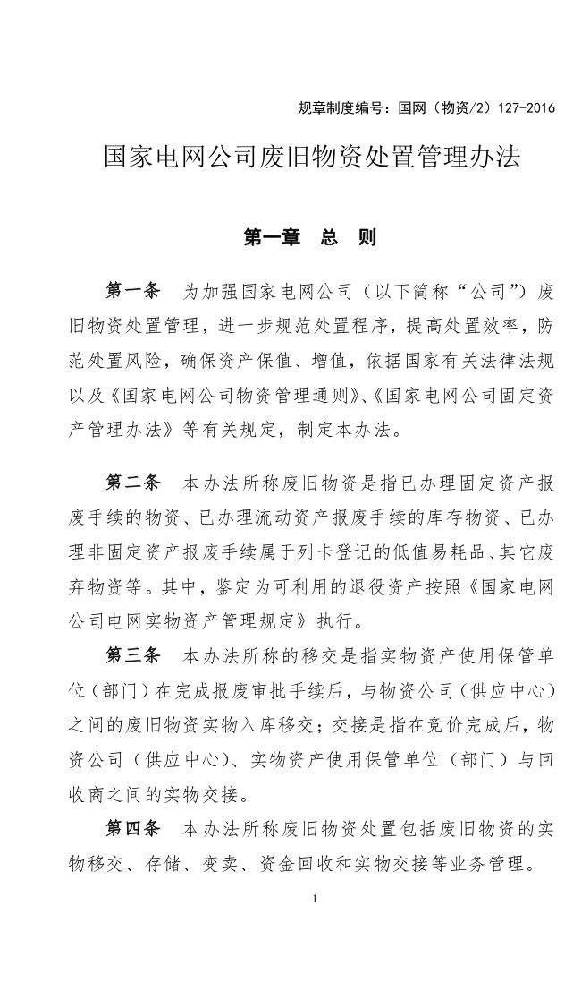 规章制度编号：国网（物资/2）127-2016
国家电网公司废旧物资处置管理办法
第一章 总 则
第一条 为加强国家电网公司（以下简称“公司”）废
旧物资处置管理，进一步规范处置程序，提高处置效率，防
范处置风险，确保资产保值、增值，依据国家有关法律法规
以及《国家电网公司物资管理通则》、《国家电网公司固定资
产管理办法》等有关规定，制定本办法。
第二条 本办法所称废旧物资是指已办理固定资产报
废手续的物资、已办理流动资产报废手续的库存物资、已办
理非固定资产报废手续属于列卡登记的低值易耗品、其它废
弃物资等。其中，鉴定为可利用的退役资产按照《国家电网
公司电网实物资产管理规定》执行。
第三条 本办法所称的移交是指实物资产使用保管单
位（部门）在完成报废审批手续后，与物资公司（供应中心）
之间的废旧物资实物入库移交；交接是指在竞价完成后，物
资公司（供应中心）、实物资产使用保管单位（部门）与回
收商之间的实物交接。
第四条 本办法所称废旧物资处置包括废旧物资的实
物移交、存储、变卖、资金回收和实物交接等业务管理。
1